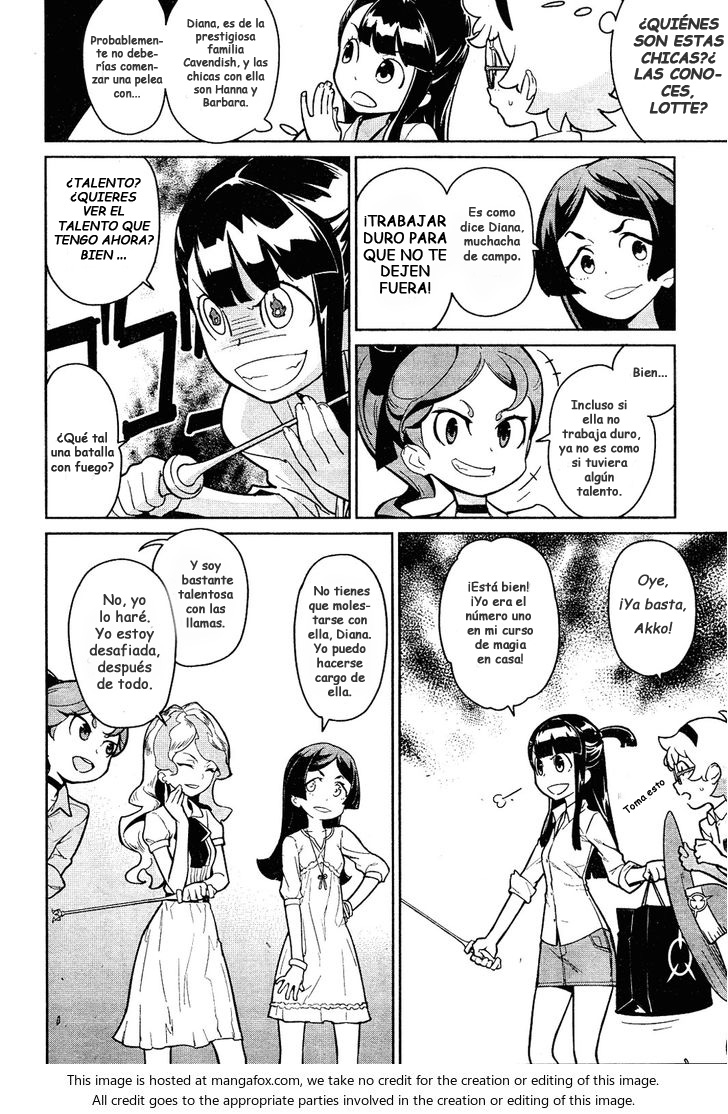 ¿QUIÉNES
SON ESTAS
CHICAS?¿
LAS CONO-
CES,
LOTTE?
Diana, es de la
prestigiosa
familia
Cavendish, y las
chicas con ella
son Hanna y
Barbara.
Probablemen-
te no debe-
rías comen-
zar una pelea
con...
Es como
dice Diana,
muchacha
de campo.
¡TRABAJAR
DURO PARA
QUE NO TE
DEJEN
FUERA!
Bien...
Incluso si
ella no
trabaja duro,
ya no es como
si tuviera
algún
talento.
¿TALENTO?
¿QUIERES
VER EL
TALENTO QUE
TENGO AHORA?
BIEN ...
¿Qué tal
una batalla
con fuego?
Oye,
¡Ya basta,
Akko!
¡Está bien!
¡Yo era el
número uno
en mi curso
de magia
en casa!
Toma esto
No tienes
que moles-
tarse con
ella, Diana.
Yo puedo
hacerse
cargo de
ella.
Y soy
bastante
talentosa
con las
llamas.
No, yo
lo haré.
Yo estoy
desafiada,
después
de todo.
This image is hosted at mangafox.com, we take no credit for the creation or editing of this image.
All credit goes to the appropriate parties involved in the creation or editing of this image.